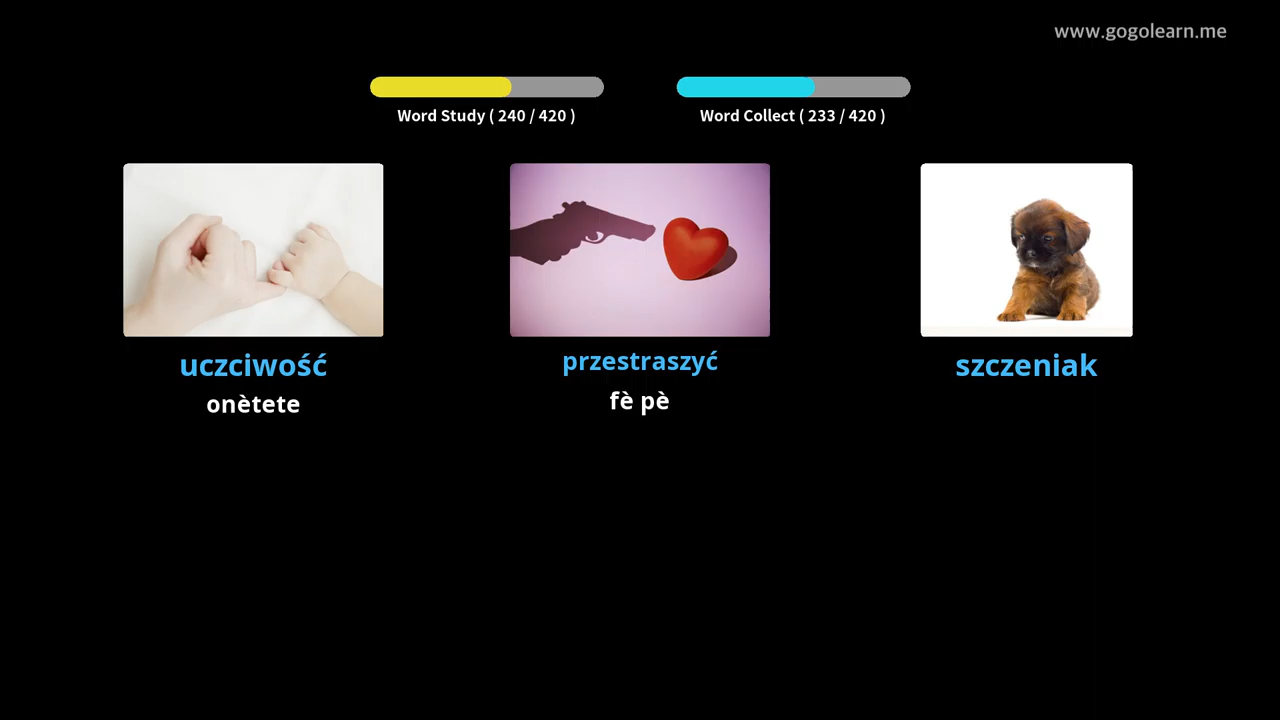 www.gogolearn.me
Word Study ( 240 / 420 )
Word Collect ( 233 / 420 )
uczciwość
przestraszyć
szczeniak
onètete
fè pè